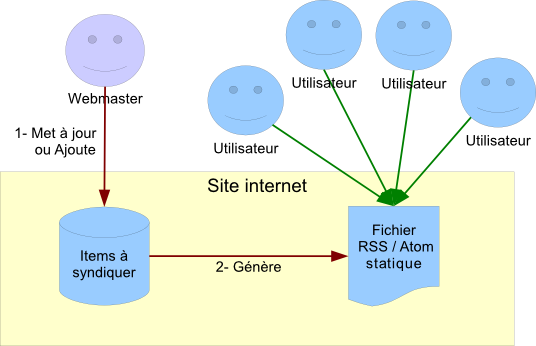 Utilisateur
Utilisateur
Webmaster
1- Met à jour
ou Ajoute
Utilisateur
Utilisateur
Site internet
Items à
syndiquer
2- Génère
Fichier
RSS / Atom
statique